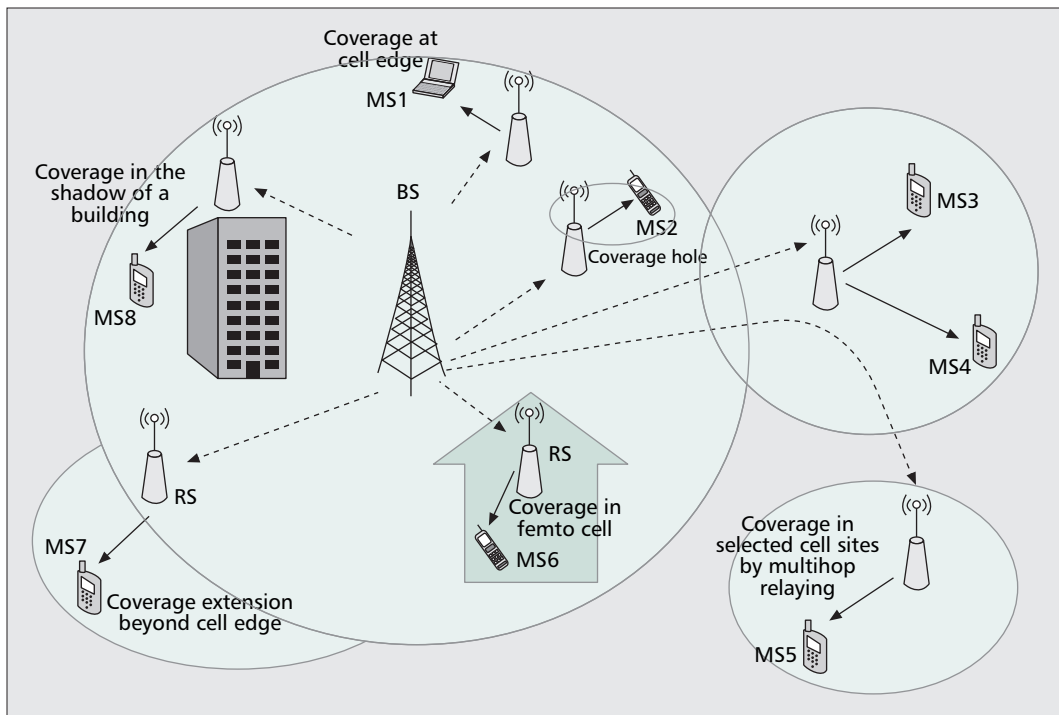 Coverage at
cell edge
MS1
Coverage in the
shadow of a
building
BS
MS2
Coverage hole
MS3
MS8
MS4
RS
RS
Coverage in
femto cell
MS6
Coverage in
selected cell sites
by multihop
relaying
MS7
Coverage extension
beyond cell edge
MS5